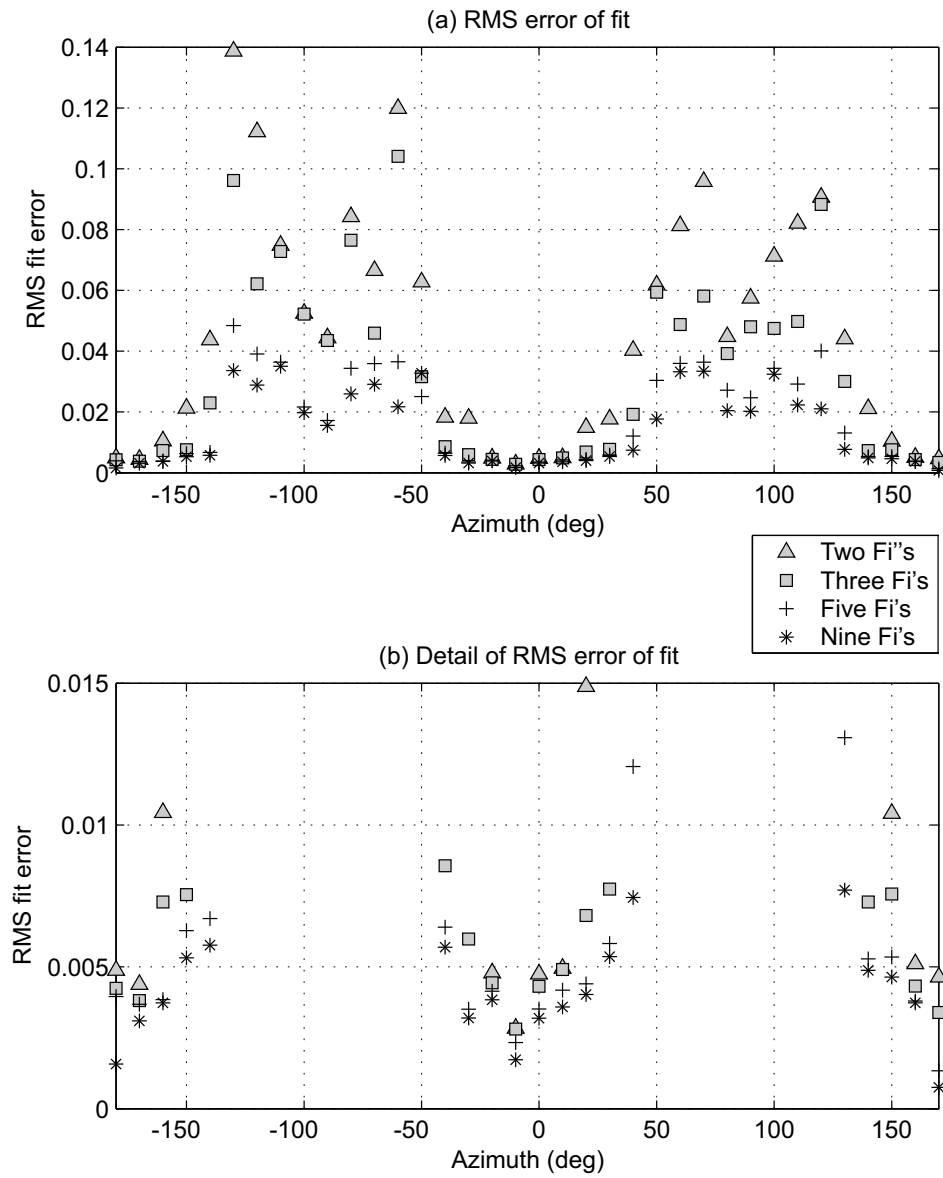 (a) RMS error of fit
0.14
0.12
0.1
0.08
0.06
0.04
0.02
0
RMS fit error
-150
-100
-50
0
50
100
150
Azimuth (deg)
Two Fi''s
Three Fi's
Five Fi's
Nine Fi's
(b) Detail of RMS error of fit
0.015
0.01
0.005
0
RMS fit error
-150
-100
-50
0
50
100
150
Azimuth (deg)